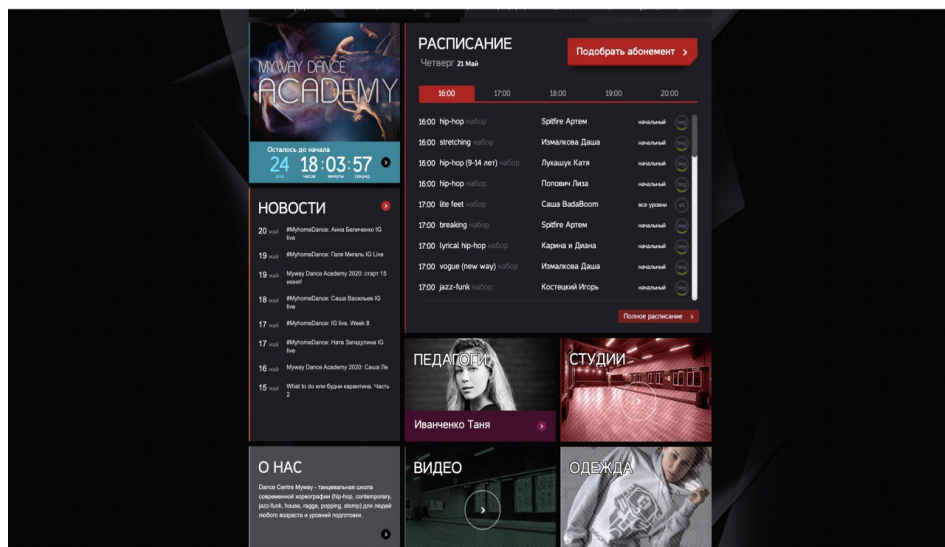 MYWAY DANCE
ACADEMY
Осталось до начала
24 18:03:57
дня часов минуты секунд
НОВОСТИ
20 май #MyhomeDance: Анна Беличенко IG
live
19 май #MyhomeDance: Галя Мигель IG Live
19 май Myway Dance Academy 2020: старт 15
июня!
18 май #MyhomeDance: Саша Васильев IG
live
17 май #MyhomeDance: IG live. Week 8
17 май #MyhomeDance: Ната Загидулина IG
live
16 май Myway Dance Academy 2020: Саша Ле
15 май What to do или будни карантина. Часть
2
О НАС
Dance Centre Myway - танцевальная школа
современной хореографии (hip-hop, contemporary,
jazz-funk, house, ragga, popping, stomp) для людей
любого возраста и уровней подготовки.
РАСПИСАНИЕ
Четверг 21 Май
Подобрать абонемент
16:00 17:00 18:00 19:00 20:00
16:00 hip-hop набор Spitfire Артем начальный beg
16:00 stretching набор Измалкова Даша начальный beg
16:00 hip-hop (9-14 лет) набор Лукашук Катя начальный beg
16:00 hip-hop набор Попович Лиза начальный beg
17:00 lite feet набор Саша BadaBoom все уровни all
17:00 breaking набор Spitfire Артем начальный beg
17:00 lyrical hip-hop набор Карина и Диана начальный beg
17:00 vogue (new way) набор Измалкова Даша начальный beg
17:00 jazz-funk набор Костецкий Игорь начальный beg
Полное расписание
ПЕДАГОГИ
Иванченко Таня
СТУДИИ
ВИДЕО
ОДЕЖДА